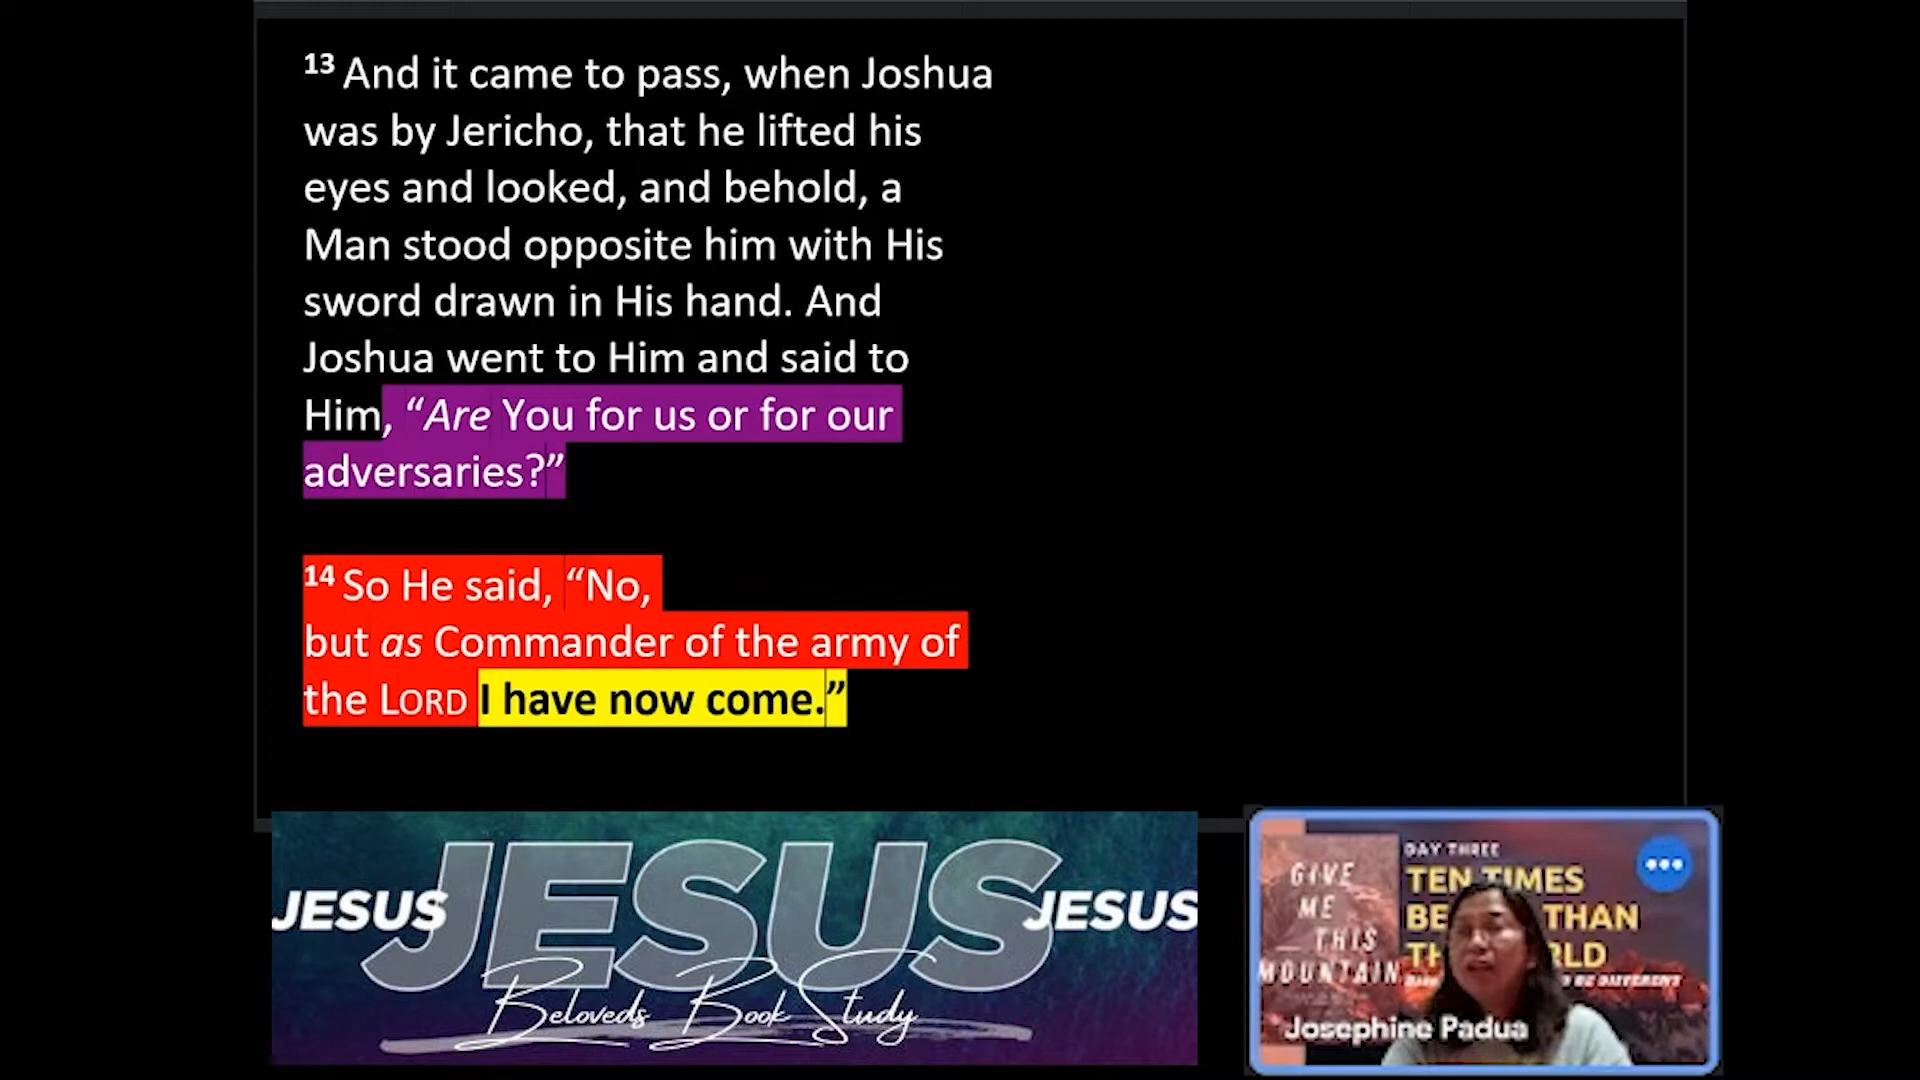 13 And it came to pass, when Joshua
was by Jericho, that he lifted his
eyes and looked, and behold, a
Man stood opposite him with His
sword drawn in His hand. And
Joshua went to Him and said to
Him, “Are You for us or for our
adversaries?”
14 So He said, “No,
but as Commander of the army of
the LORD I have now come.”
JESUS
JESUS
JESUS
Beloveds Book Study
GIVE
ME
THIS
MOUNTAIN
DAY THREE
TEN TIMES
THAN
BE DIFFERENT
Josephine Padua